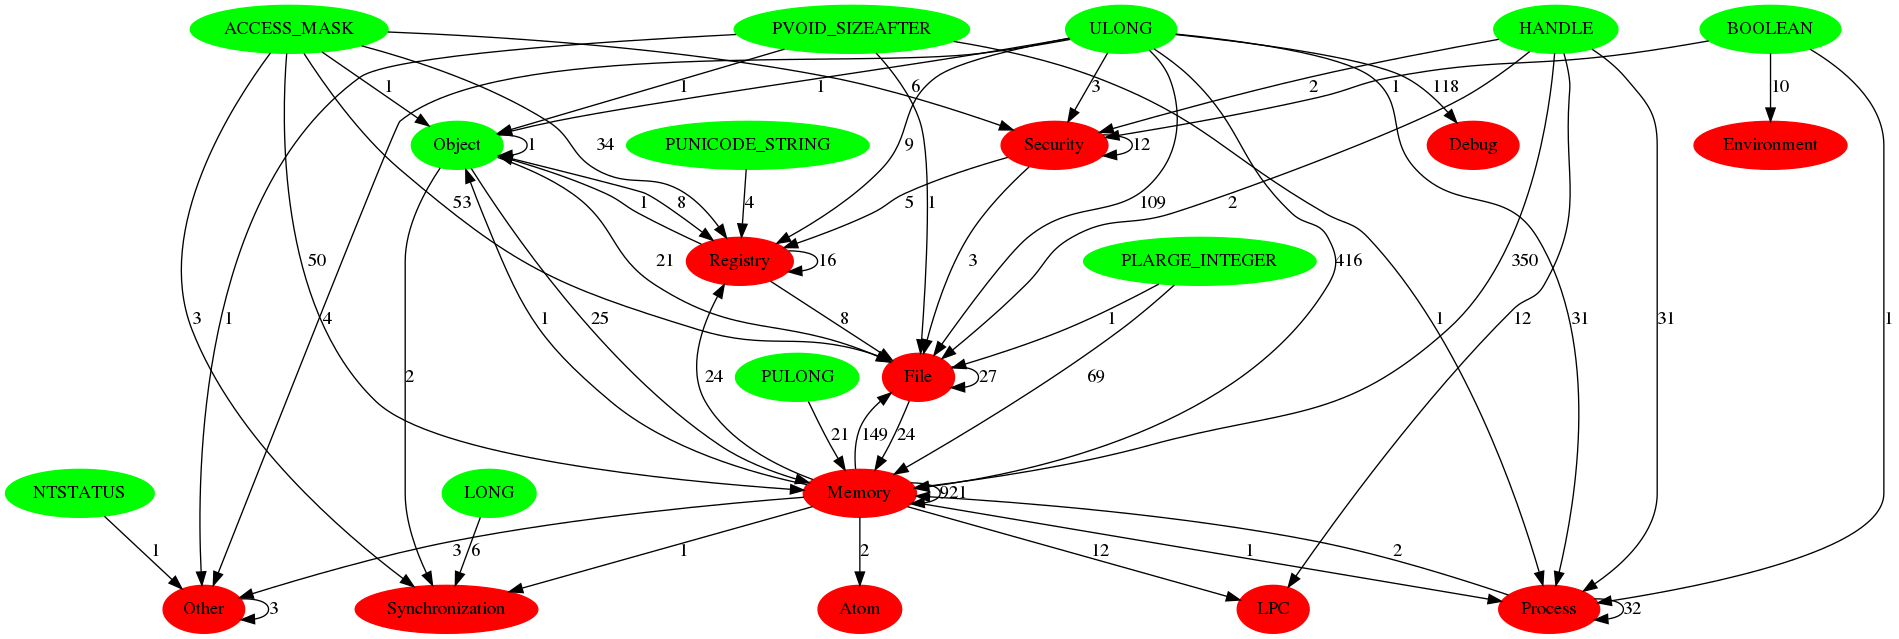 ACCESS_MASK
PVOID_SIZEAFTER
ULONG
HANDLE
BOOLEAN
1
1
1
6
3
2
1
118
10
Object
1
34
PUNICODE_STRING
9
Security
12
Debug
Environment
53
1
8
4
5
1
109
2
50
21
Registry
16
3
PLARGE_INTEGER
416
350
3
1
4
1
25
8
1
1
12
31
31
1
2
24
PULONG
File
27
69
21
149
24
NTSTATUS
LONG
Memory
921
1
3
6
1
2
12
1
2
Other
3
Synchronization
Atom
LPC
Process
32